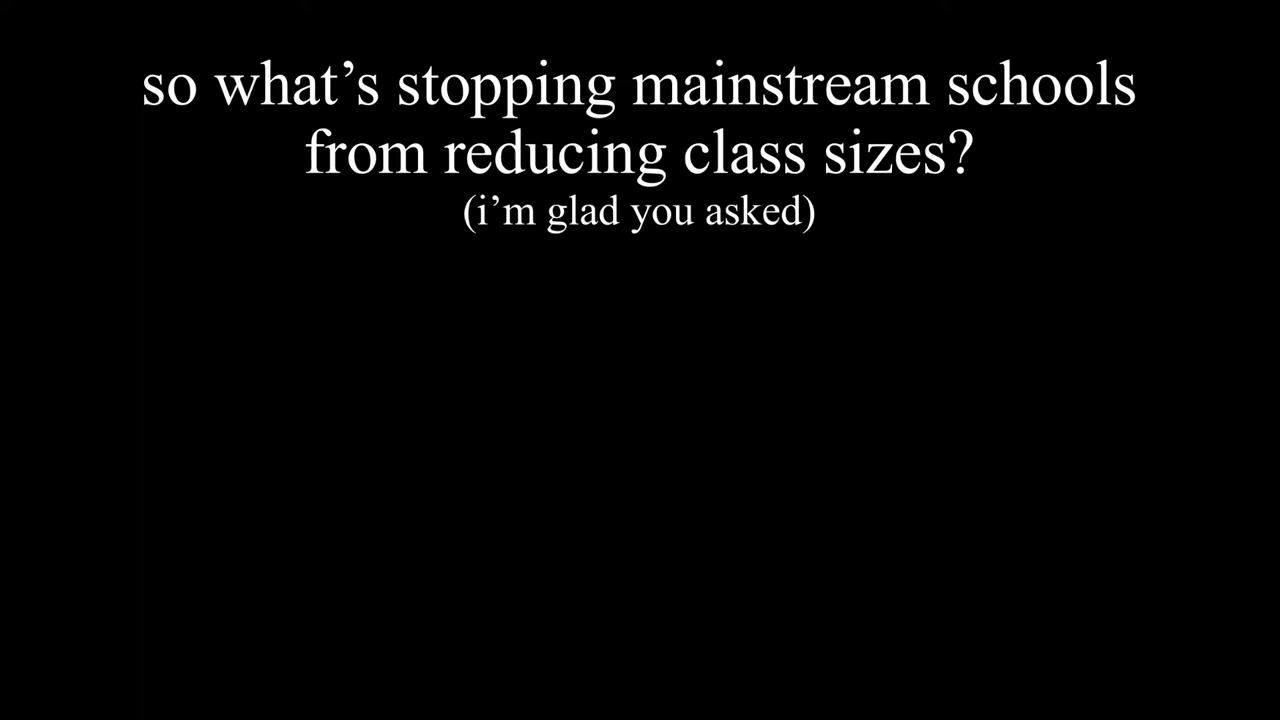 so what’s stopping mainstream schools
from reducing class sizes?
(i’m glad you asked)